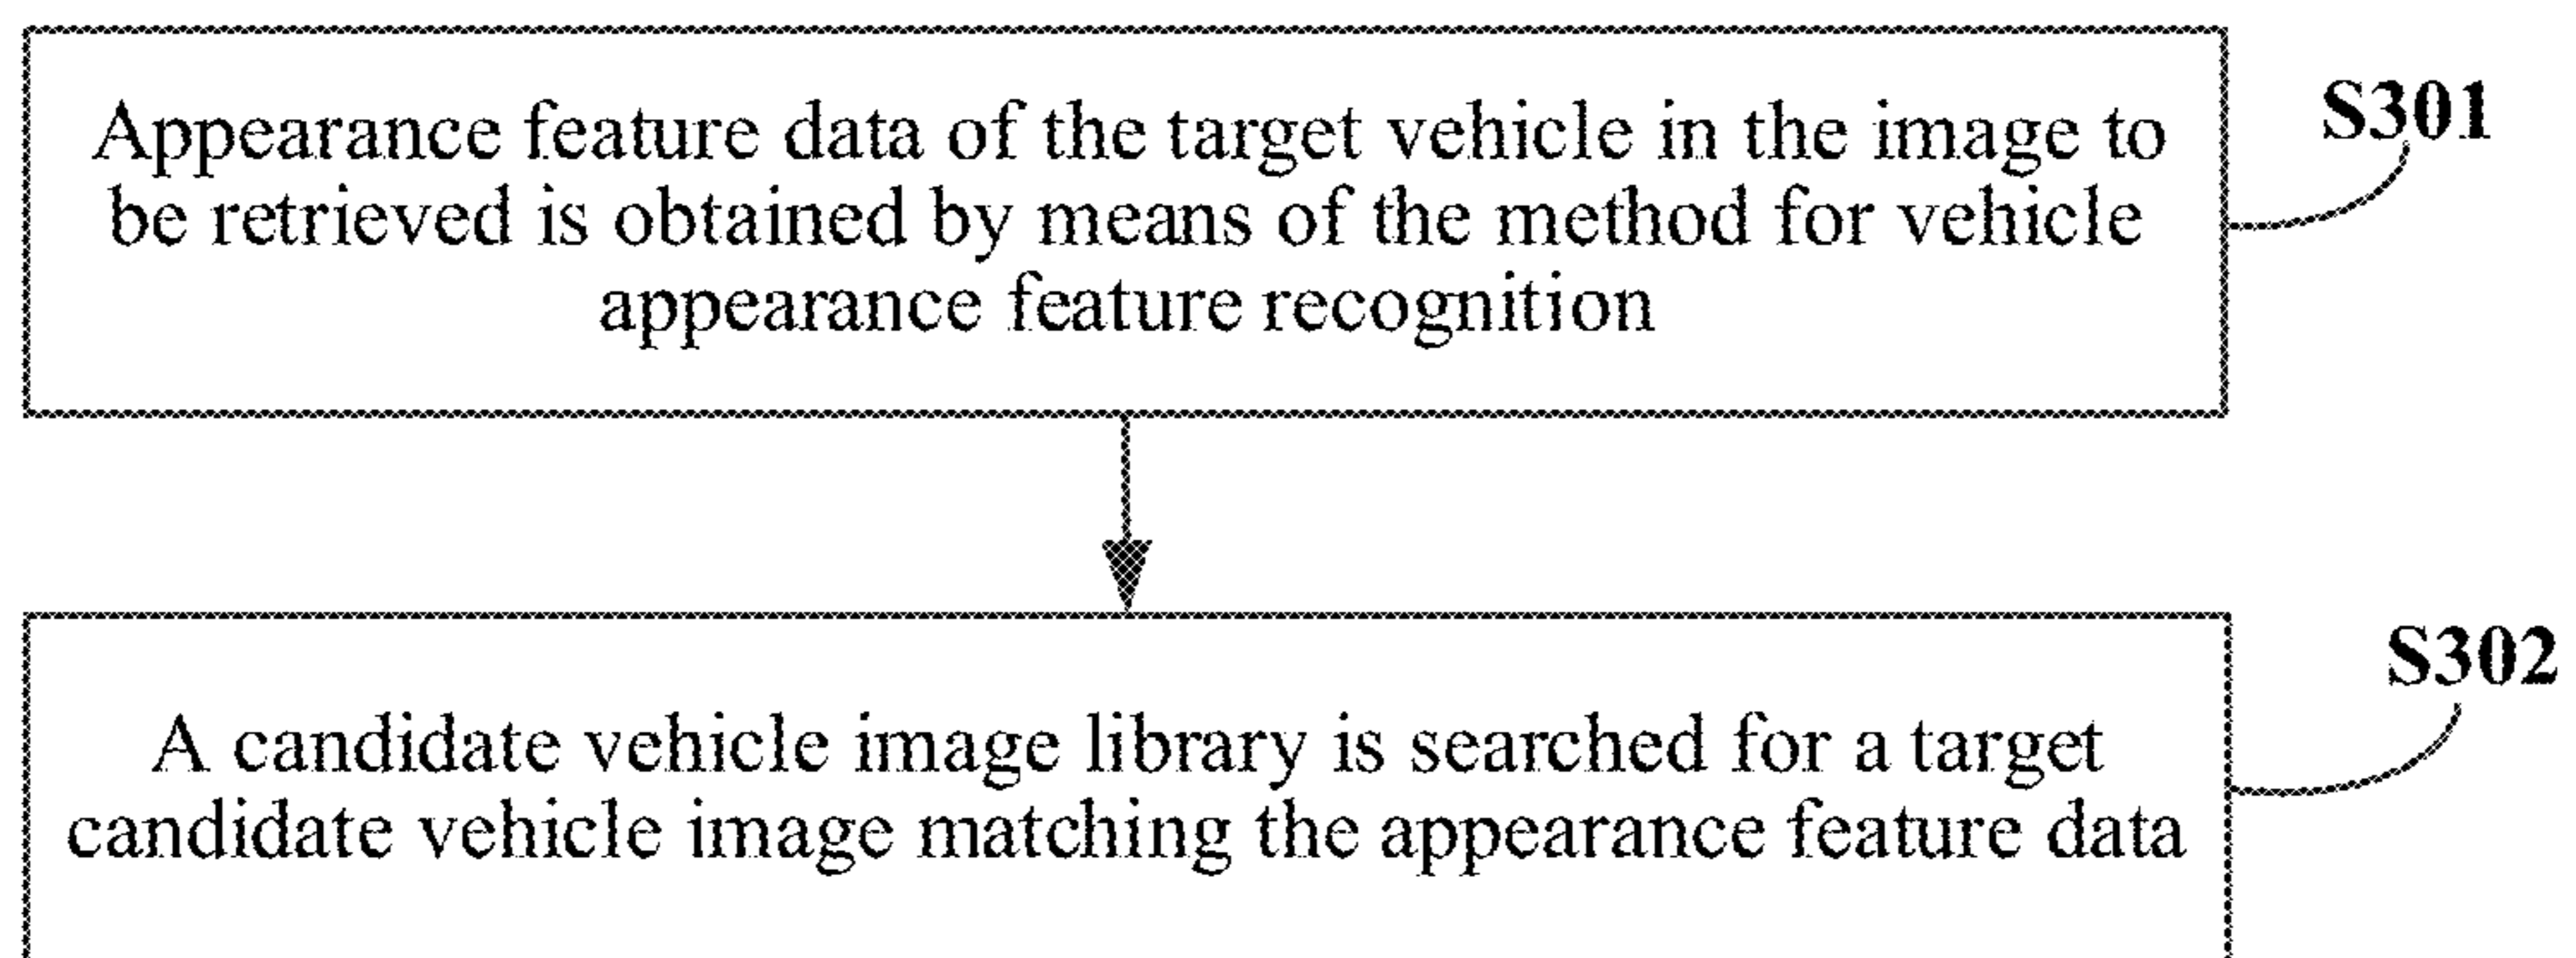 Appearance feature data of the target vehicle in the image to
be retrieved is obtained by means of the method for vehicle
appearance feature recognition
S301
A candidate vehicle image library is searched for a target
candidate vehicle image matching the appearance feature data
S302